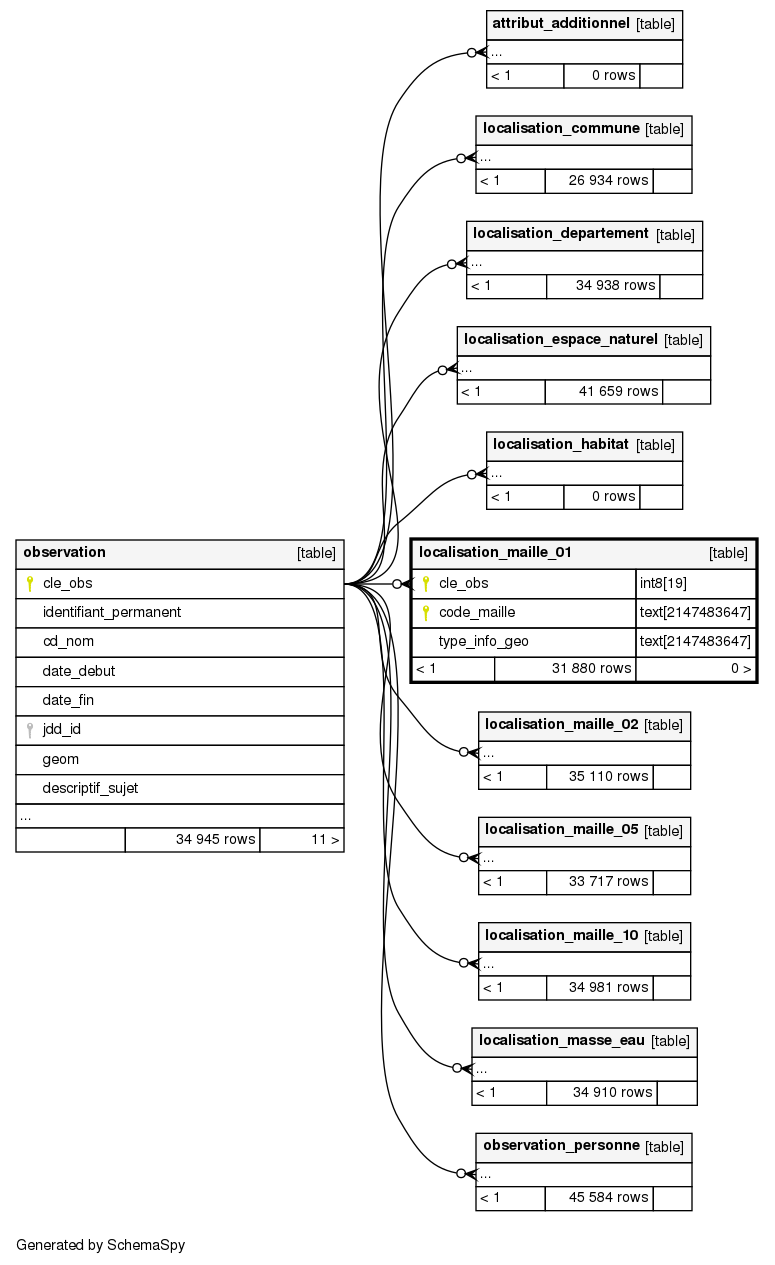 attribut_additionnel [table]
...
< 1 0 rows
localisation_commune [table]
...
< 1 26 934 rows
localisation_departement [table]
...
< 1 34 938 rows
localisation_espace_naturel [table]
...
< 1 41 659 rows
localisation_habitat [table]
...
< 1 0 rows
observation [table]
cle_obs
identifiant_permanent
cd_nom
date_debut
date_fin
jdd_id
geom
descriptif_sujet
...
34 945 rows 11 >
localisation_maille_01 [table]
cle_obs int8[19]
code_maille text[2147483647]
type_info_geo text[2147483647]
< 1 31 880 rows 0 >
localisation_maille_02 [table]
...
< 1 35 110 rows
localisation_maille_05 [table]
...
< 1 33 717 rows
localisation_maille_10 [table]
...
< 1 34 981 rows
localisation_masse_eau [table]
...
< 1 34 910 rows
observation_personne [table]
...
< 1 45 584 rows
Generated by SchemaSpy